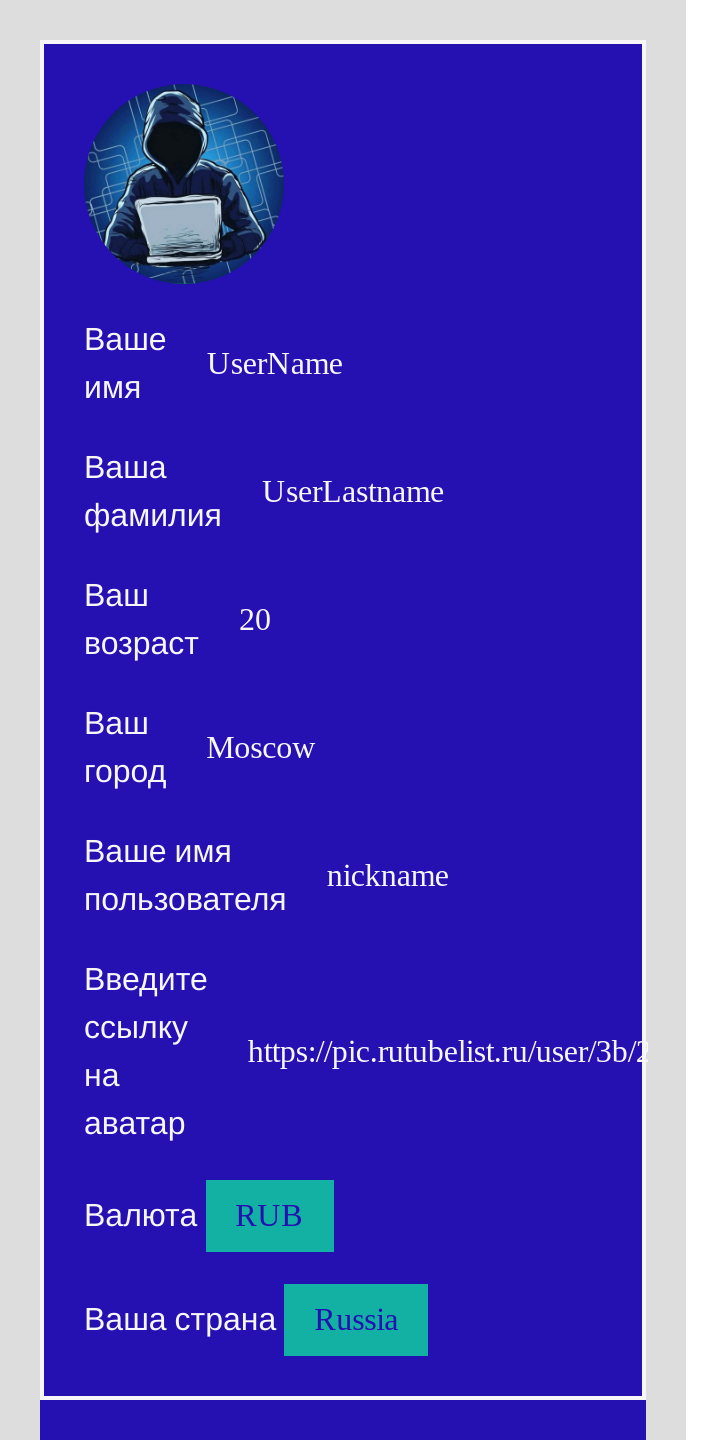 Ваше
имя
UserName
Ваша
фамилия
UserLastname
Ваш
возраст
20
Ваш
город
Moscow
Ваше имя
пользователя
nickname
Введите
ссылку
на
аватар
https://pic.rutubelist.ru/user/3b/2
Валюта RUB
Ваша страна Russia